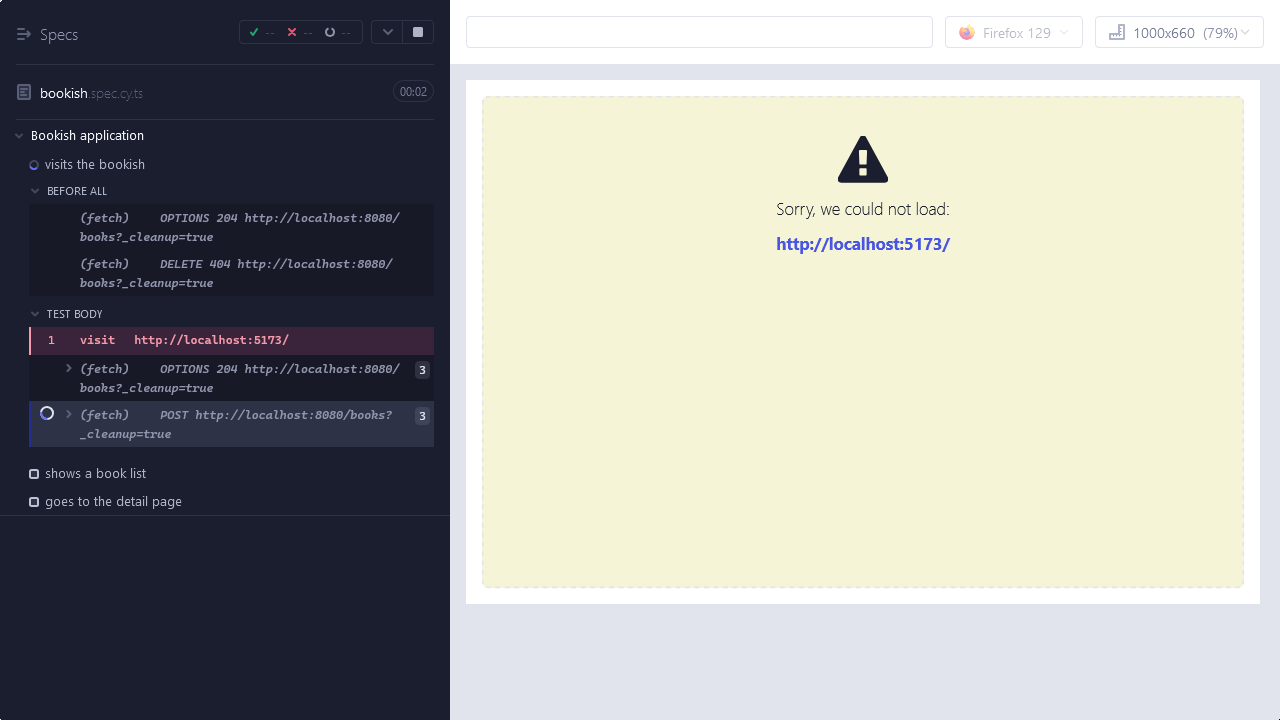 Specs
-- -- --
Firefox 129
1000x660 (79%)
bookish.spec.cy.ts
00:02
Bookish application
visits the bookish
BEFORE ALL
(fetch) OPTIONS 204 http://localhost:8080/
books?_cleanup=true
(fetch) DELETE 404 http://localhost:8080/
books?_cleanup=true
TEST BODY
1 visit http://localhost:5173/
(fetch) OPTIONS 204 http://localhost:8080/ 3
books?_cleanup=true
(fetch) POST http://localhost:8080/books? 3
_cleanup=true
shows a book list
goes to the detail page
Sorry, we could not load:
http://localhost:5173/